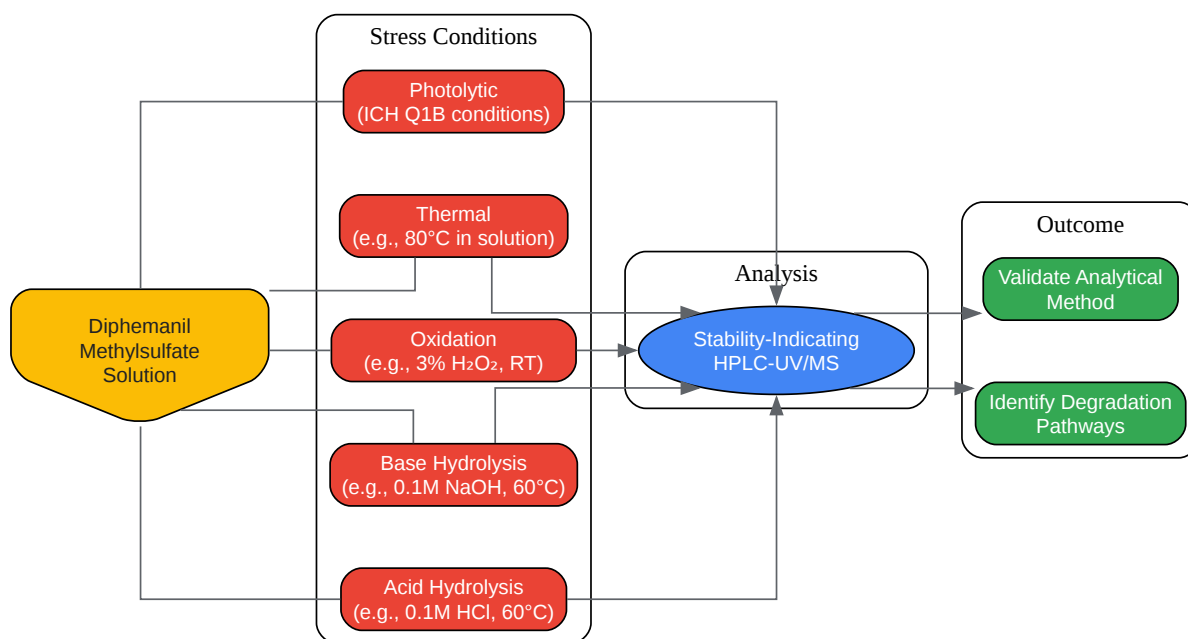 Stress Conditions
Photolytic
(ICH Q1B conditions)
Thermal
(e.g., 80°C in solution)
Oxidation
(e.g., 3% H₂O₂, RT)
Base Hydrolysis
(e.g., 0.1M NaOH, 60°C)
Acid Hydrolysis
(e.g., 0.1M HCl, 60°C)
Diphemanil
Methylsulfate
Solution
Analysis
Stability-Indicating
HPLC-UV/MS
Outcome
Validate Analytical
Method
Identify Degradation
Pathways